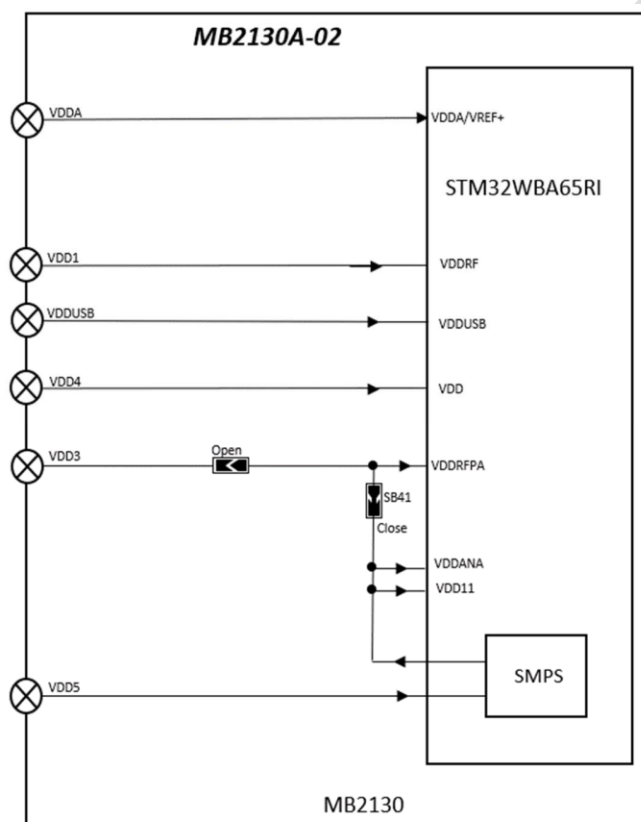 MB2130A-02
VDDA
VDDA/VREF+
STM32WBA65RI
VDD1
VDDRF
VDDUSB
VDDUSB
VDD4
VDD
Open
VDD3
VDDRFPA
SB41
Close
VDDANA
VDD11
SMPS
VDD5
MB2130